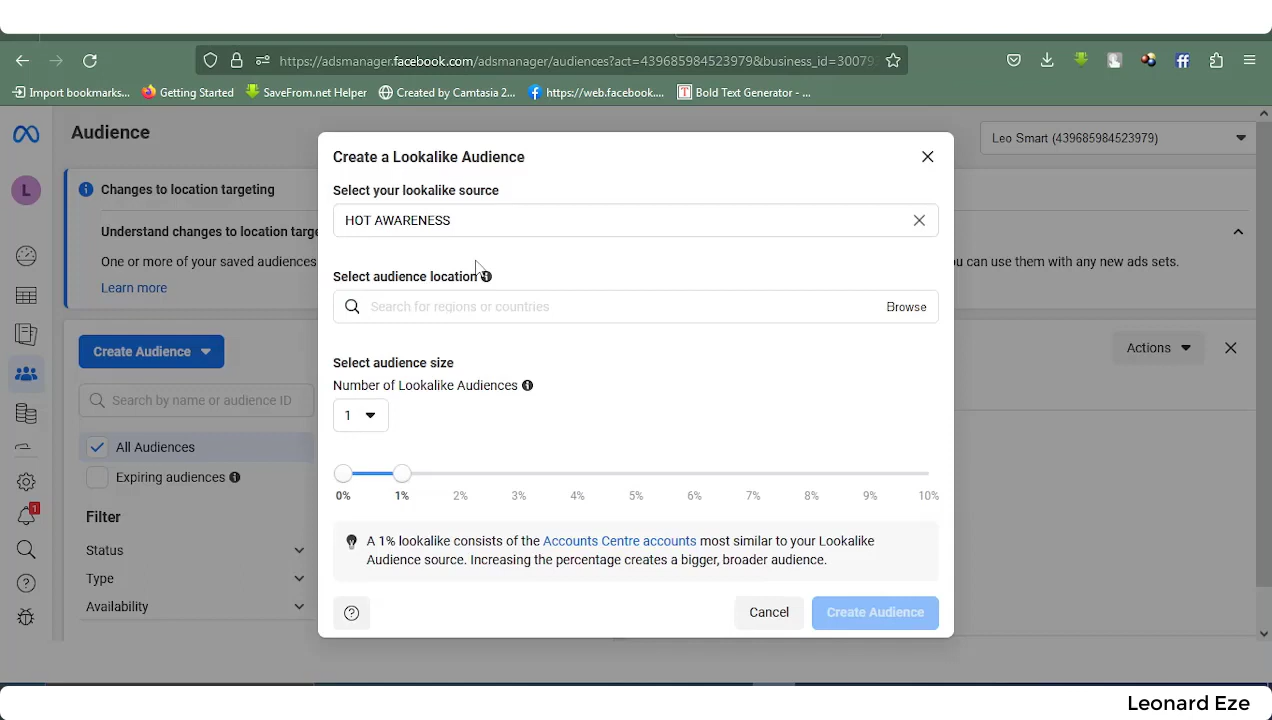 https://adsmanager.facebook.com/adsmanager/audiences?act=439685984523979&business_id=30079
Import bookmarks...
Getting Started
SaveFrom.net Helper
Created by Camtasia 2...
https://web.facebook....
Bold Text Generator - ...
Audience
Leo Smart (439685984523979)
L
Changes to location targeting
Understand changes to location targe
One or more of your saved audiences
ou can use them with any new ads sets.
Learn more
Create a Lookalike Audience
Select your lookalike source
HOT AWARENESS
Select audience location
Search for regions or countries
Browse
Select audience size
Number of Lookalike Audiences
1
0% 1% 2% 3% 4% 5% 6% 7% 8% 9% 10%
A 1% lookalike consists of the Accounts Centre accounts most similar to your Lookalike
Audience source. Increasing the percentage creates a bigger, broader audience.
Cancel
Create Audience
Create Audience
Actions
Search by name or audience ID
All Audiences
Expiring audiences
Filter
Status
Type
Availability
1
Leonard Eze